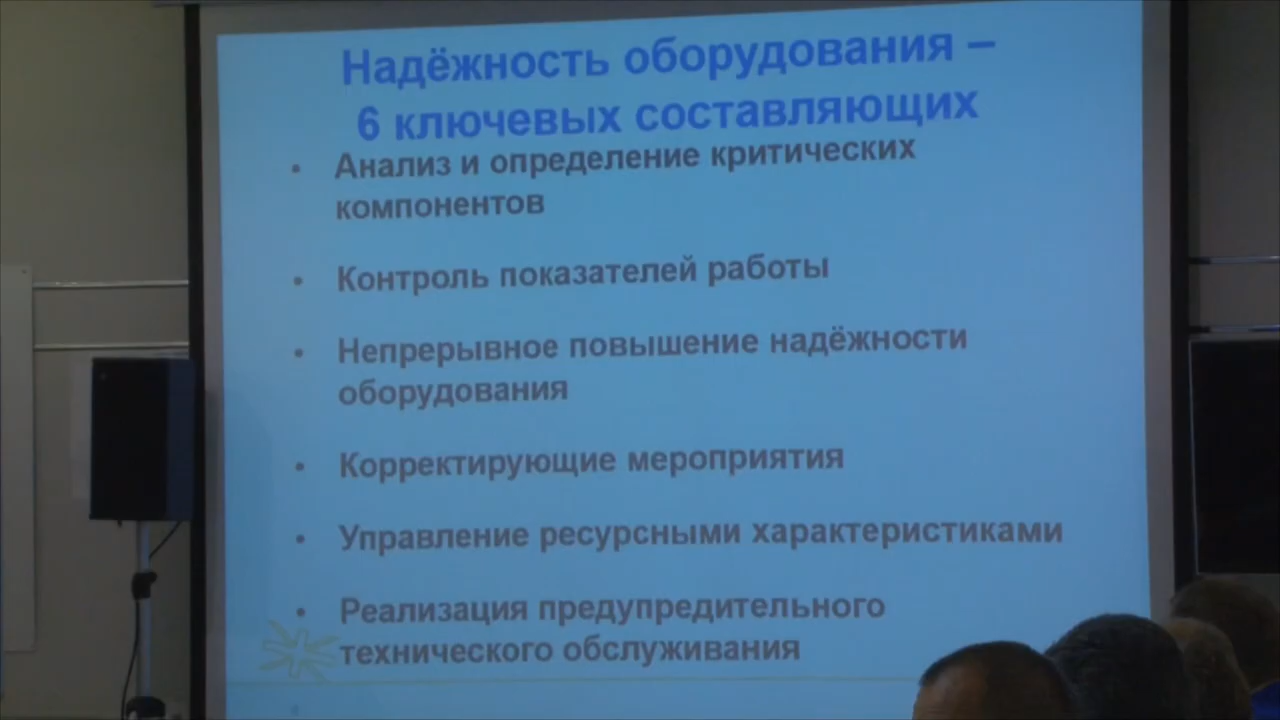 Надёжность оборудования –
6 ключевых составляющих
• Анализ и определение критических
компонентов
• Контроль показателей работы
• Непрерывное повышение надёжности
оборудования
• Корректирующие мероприятия
• Управление ресурсными характеристиками
• Реализация предупредительного
технического обслуживания